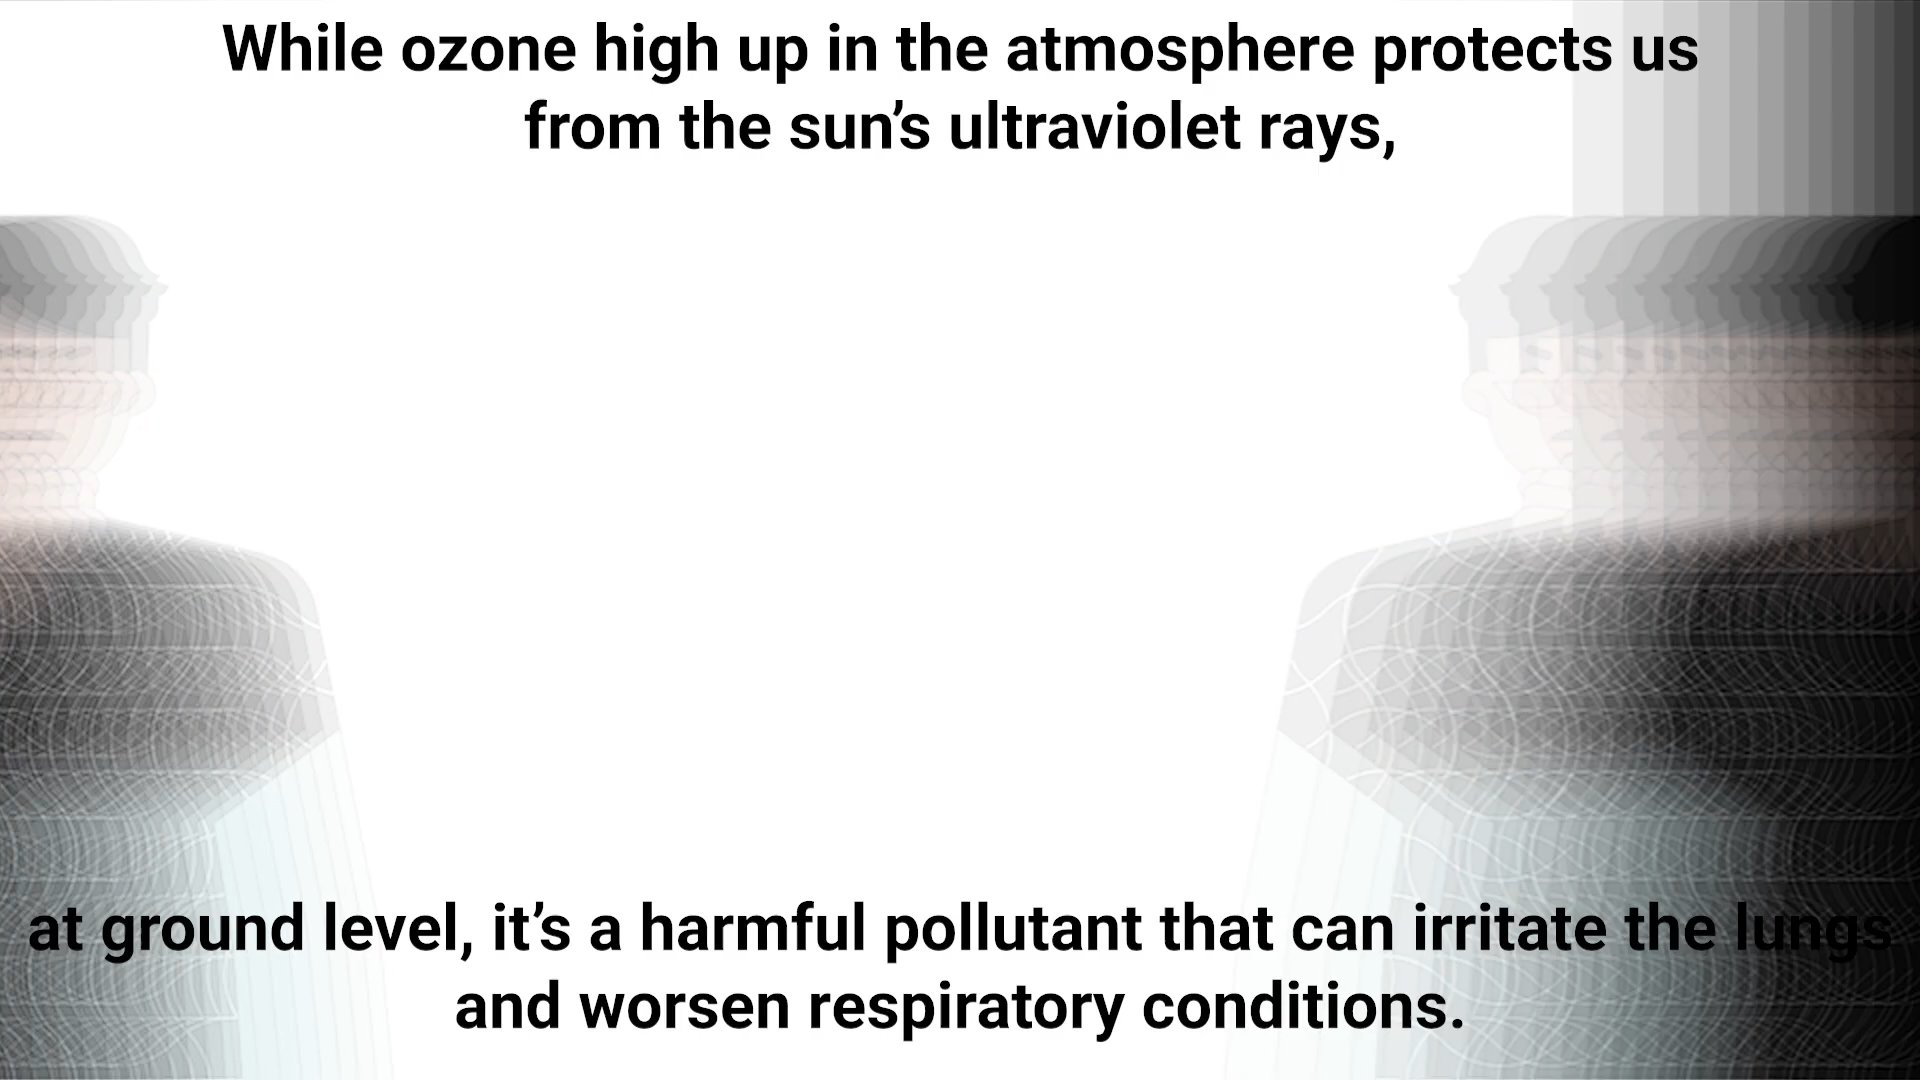 While ozone high up in the atmosphere protects us
from the sun’s ultraviolet rays,
at ground level, it’s a harmful pollutant that can irritate the lungs
and worsen respiratory conditions.